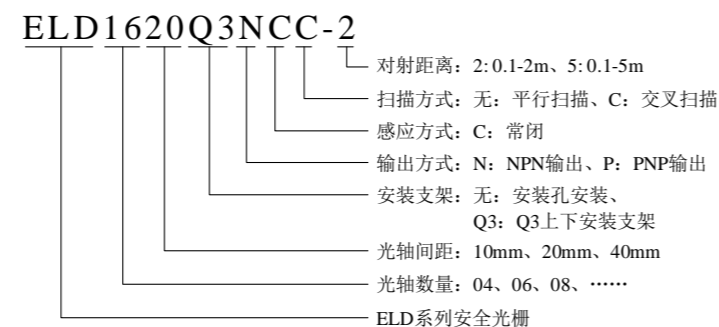 ELD1620Q3NCC-2
对射距离：2: 0.1-2m、5: 0.1-5m
扫描方式：无：平行扫描、C：交叉扫描
感应方式：C：常闭
输出方式：N：NPN输出、P：PNP输出
安装支架：无：安装孔安装、
Q3：Q3上下安装支架
光轴间距：10mm、20mm、40mm
光轴数量：04、06、08、……
ELD系列安全光栅